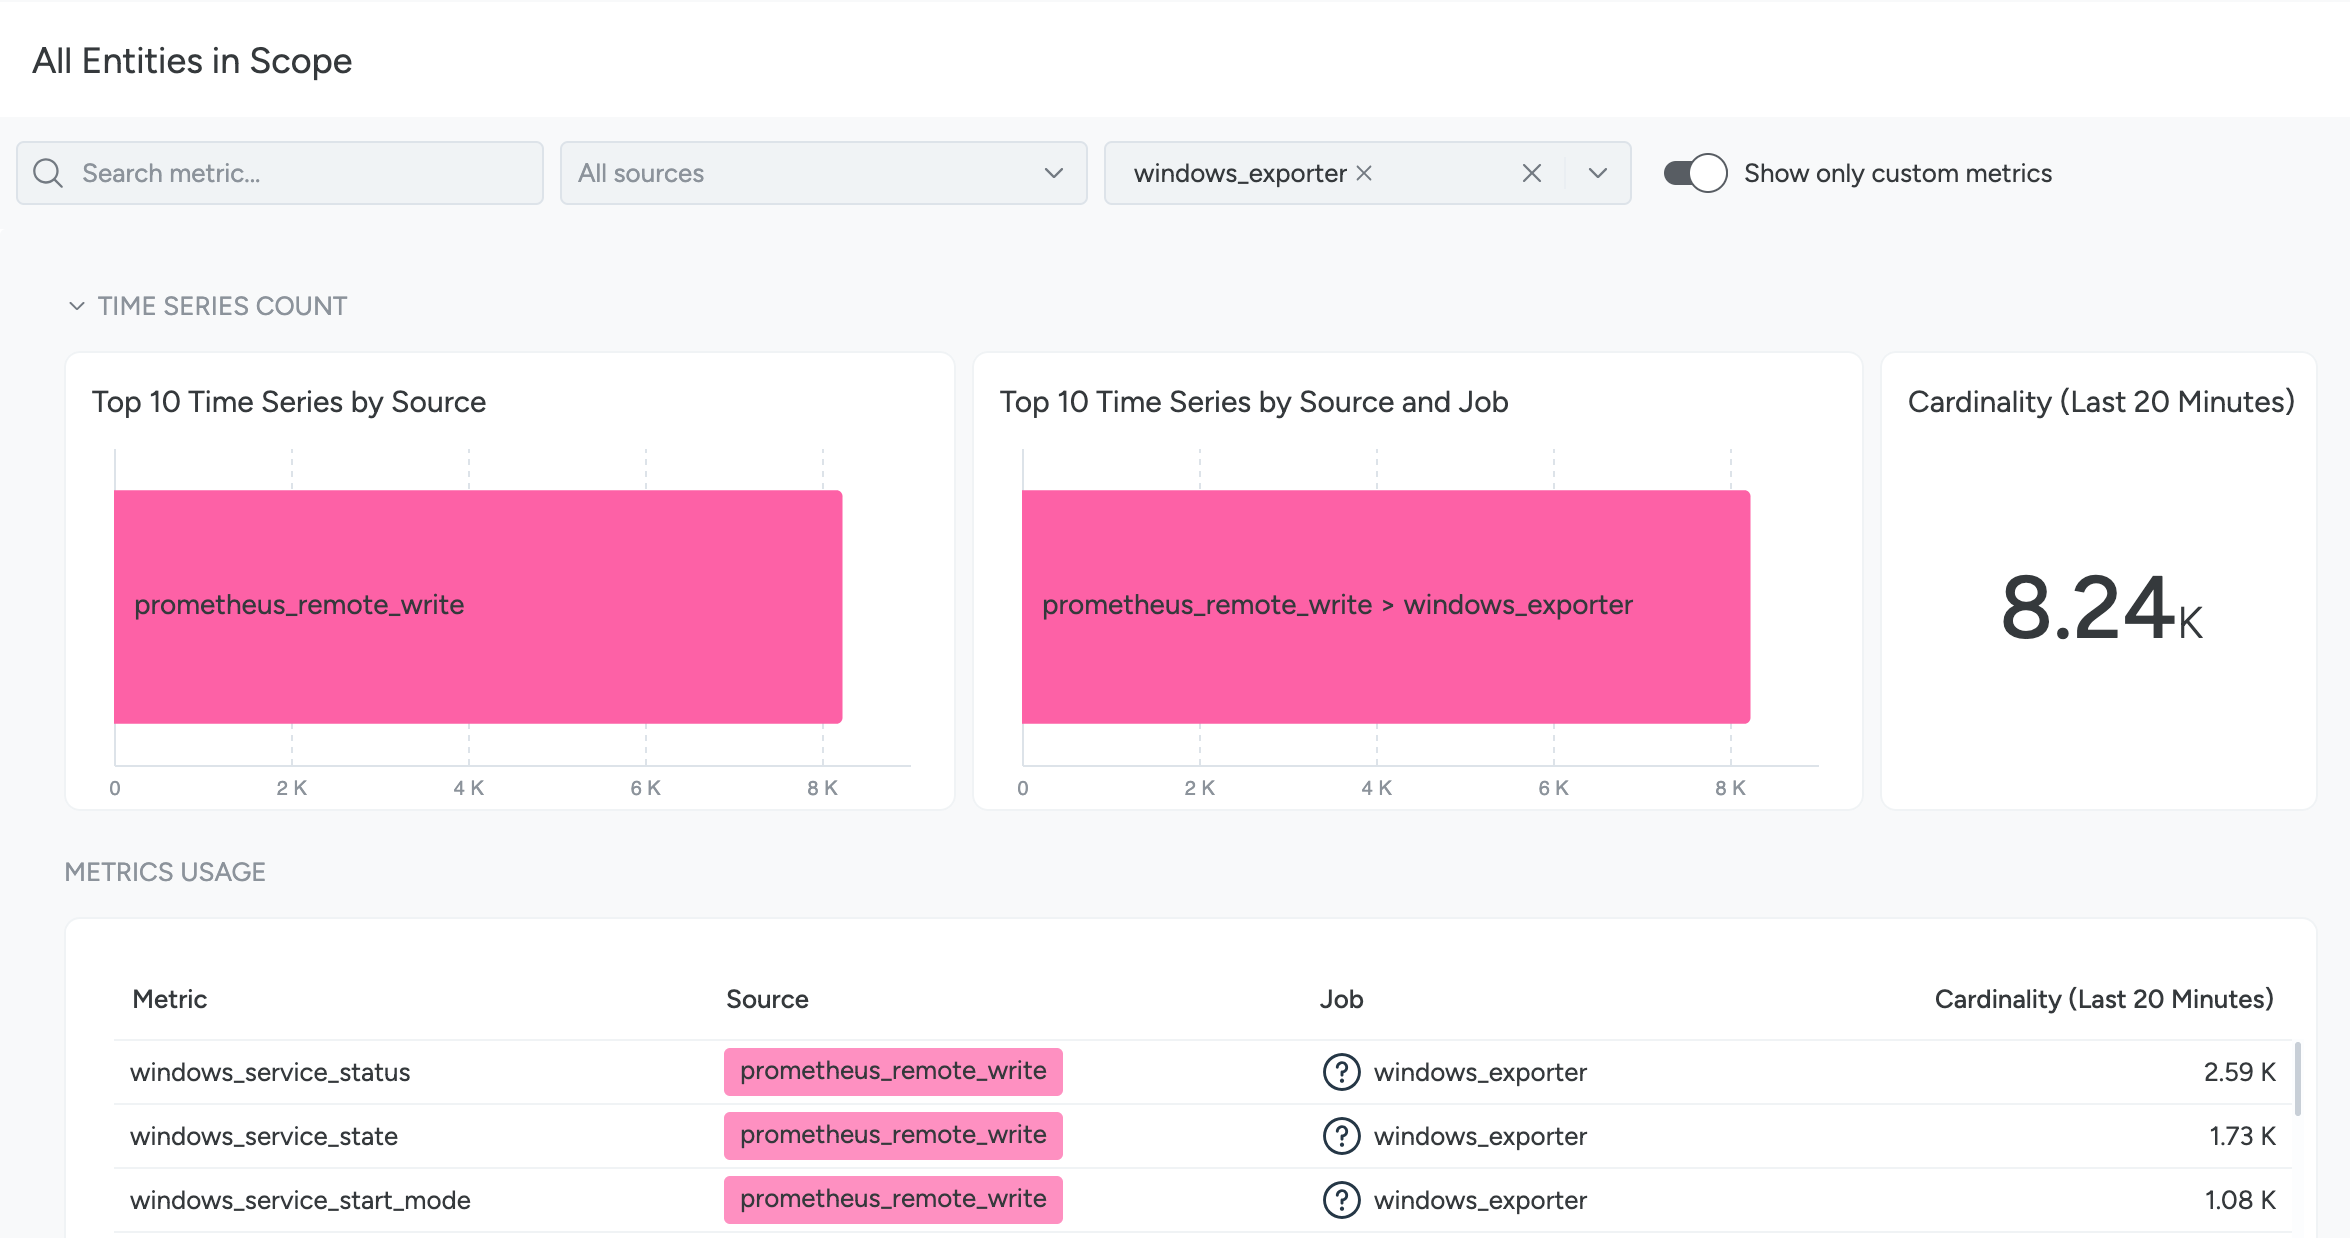 All Entities in Scope
Search metric...
All sources
windows_exporter
Show only custom metrics
TIME SERIES COUNT
Top 10 Time Series by Source
prometheus_remote_write
0 2 K 4 K 6 K 8 K
Top 10 Time Series by Source and Job
prometheus_remote_write > windows_exporter
0 2 K 4 K 6 K 8 K
Cardinality (Last 20 Minutes)
8.24K
METRICS USAGE
Metric Source Job Cardinality (Last 20 Minutes)
windows_service_status prometheus_remote_write ? windows_exporter 2.59 K
windows_service_state prometheus_remote_write ? windows_exporter 1.73 K
windows_service_start_mode prometheus_remote_write ? windows_exporter 1.08 K